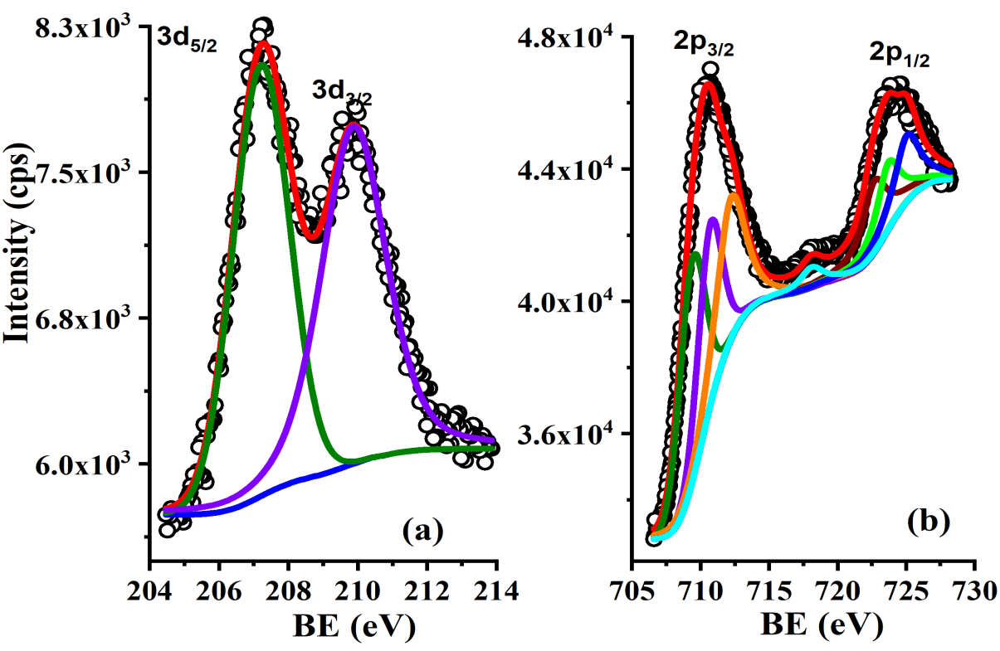 8.3x10³
7.5x10³
6.8x10³
6.0x10³
Intensity (cps)
3d₅/₂
3d₃/₂
(a)
204 206 208 210 212 214
BE (eV)
4.8x10⁴
4.4x10⁴
4.0x10⁴
3.6x10⁴
2p₃/₂
2p₁/₂
(b)
705 710 715 720 725 730
BE (eV)